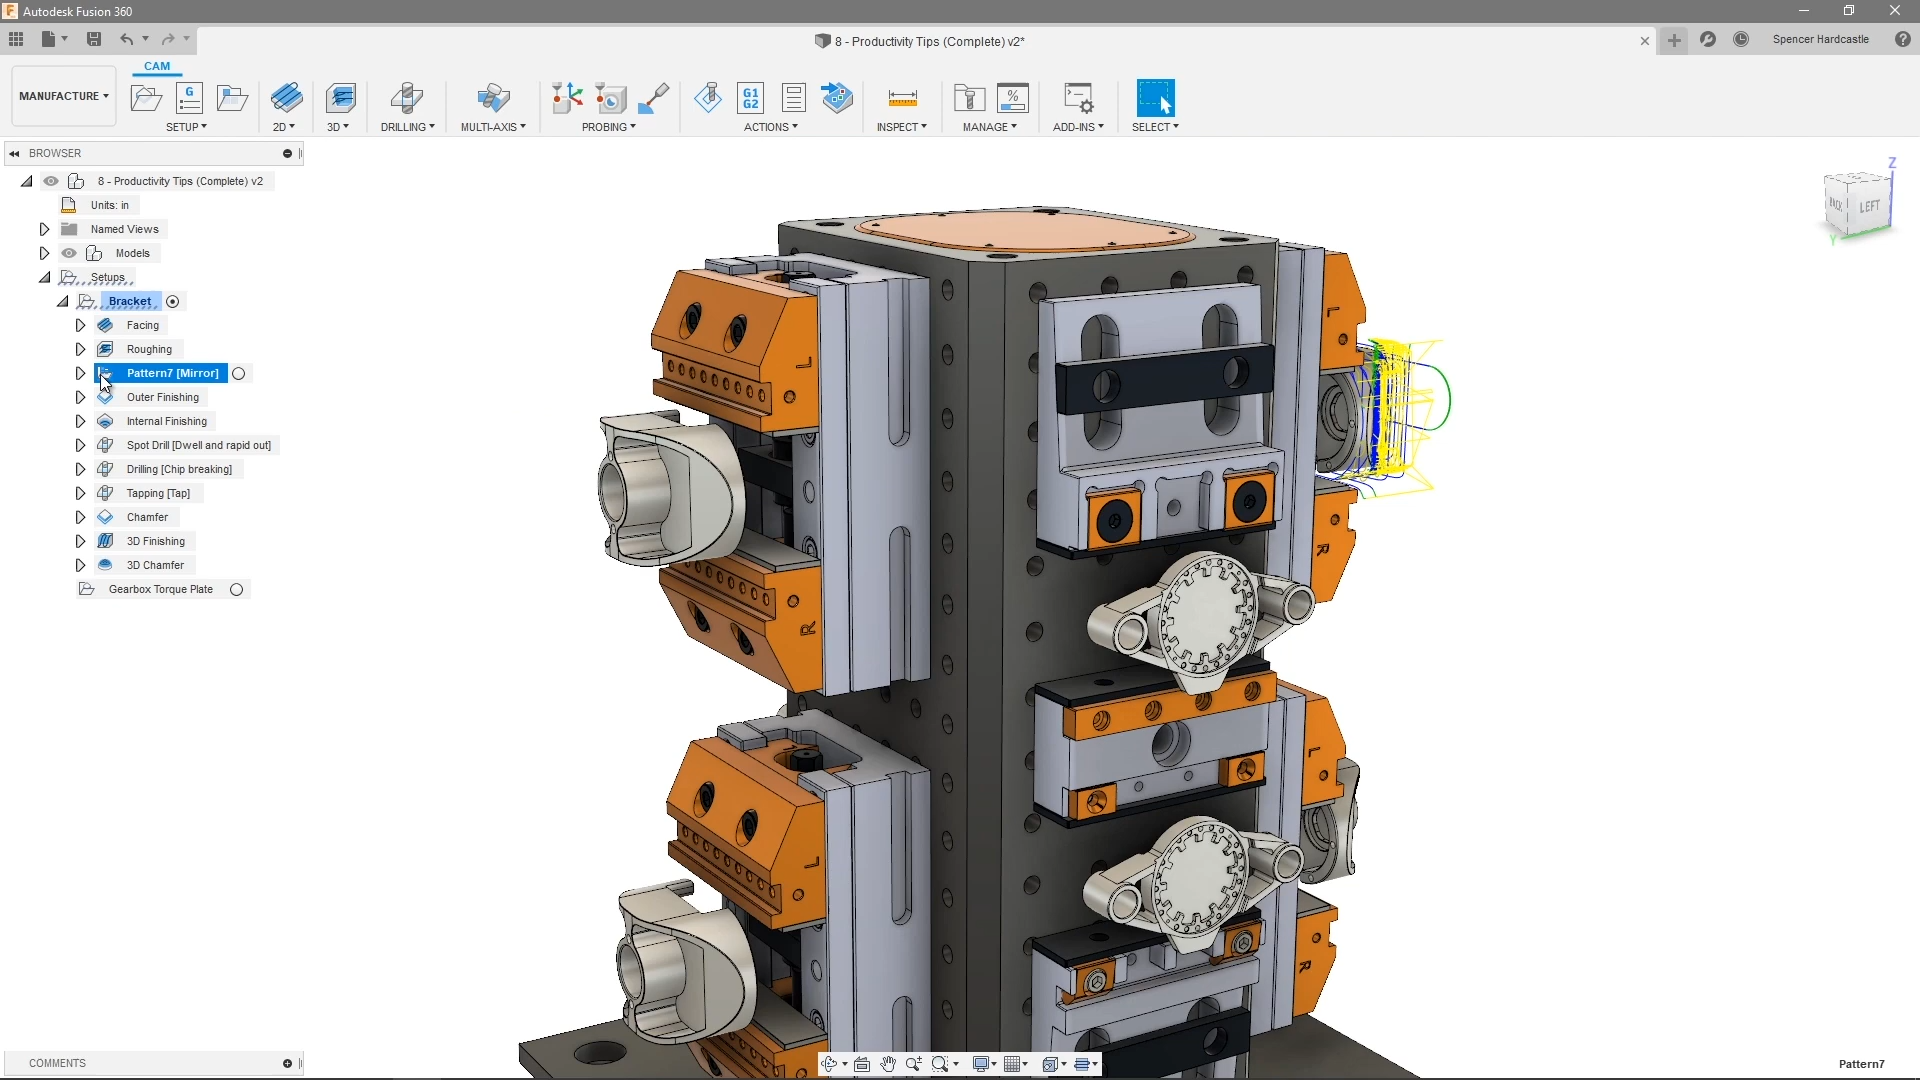 Autodesk Fusion 360
8 - Productivity Tips (Complete) v2*
Spencer Hardcastle
CAM
MANUFACTURE
G
G1
G2
%
SETUP
2D
3D
DRILLING
MULTI-AXIS
PROBING
ACTIONS
INSPECT
MANAGE
ADD-INS
SELECT
BROWSER
8 - Productivity Tips (Complete) v2
Units: in
Named Views
Models
Setups
Bracket
Facing
Roughing
Pattern7 [Mirror]
Outer Finishing
Internal Finishing
Spot Drill [Dwell and rapid out]
Drilling [Chip breaking]
Tapping [Tap]
Chamfer
3D Finishing
3D Chamfer
Gearbox Torque Plate
Z
BACK
LEFT
Y
L
L
R
R
L
L
R
COMMENTS
Pattern7